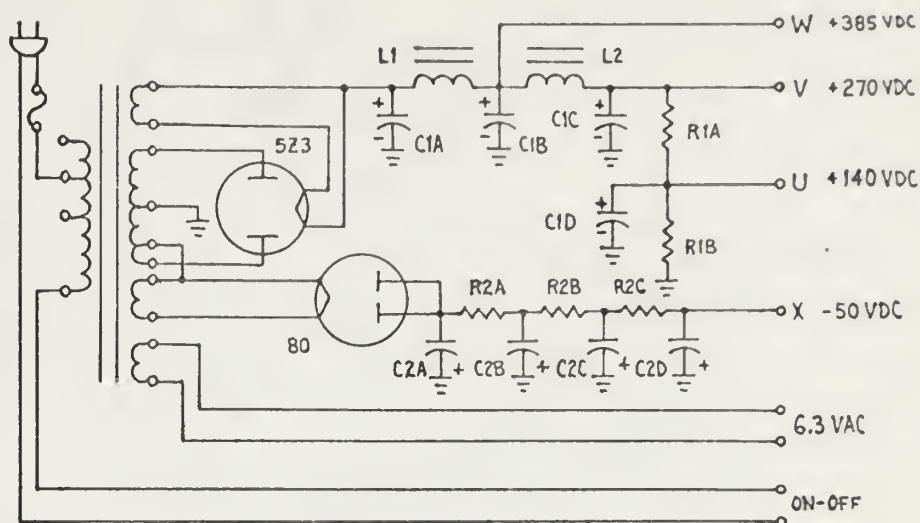 W +385 VDC
L1 L2
V +270 VDC
C1A C1B C1C R1A
523
U +140 VDC
C1D
R1B
R2A R2B R2C
X -50 VDC
80
C2A C2B C2C C2D
6.3 VAC
ON-OFF